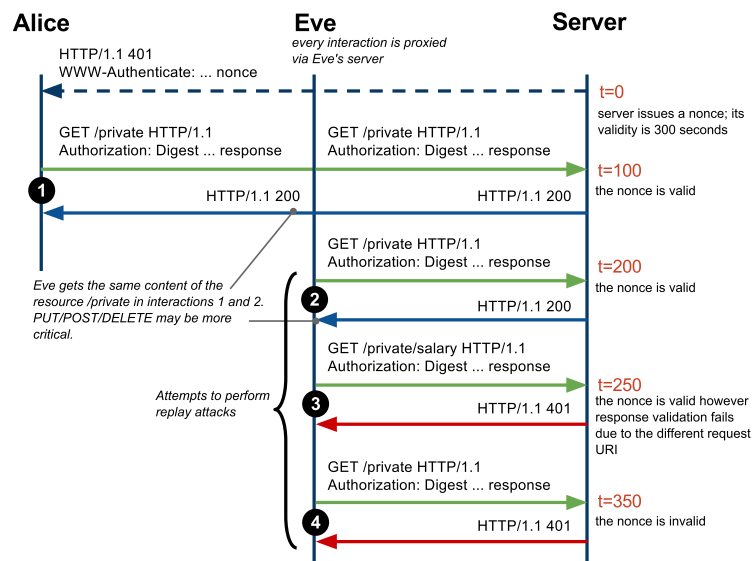 Alice
Eve
Server
every interaction is proxied
via Eve's server
HTTP/1.1 401
WWW-Authenticate: ... nonce
t=0
server issues a nonce; its
validity is 300 seconds
GET /private HTTP/1.1
Authorization: Digest ... response
GET /private HTTP/1.1
Authorization: Digest ... response
t=100
the nonce is valid
1
HTTP/1.1 200
HTTP/1.1 200
GET /private HTTP/1.1
Authorization: Digest ... response
t=200
the nonce is valid
Eve gets the same content of the
resource /private in interactions 1 and 2.
PUT/POST/DELETE may be more
critical.
2
HTTP/1.1 200
GET /private/salary HTTP/1.1
Authorization: Digest ... response
t=250
the nonce is valid however
response validation fails
due to the different request
URI
Attempts to perform
replay attacks
3
HTTP/1.1 401
GET /private HTTP/1.1
Authorization: Digest ... response
t=350
the nonce is invalid
4
HTTP/1.1 401